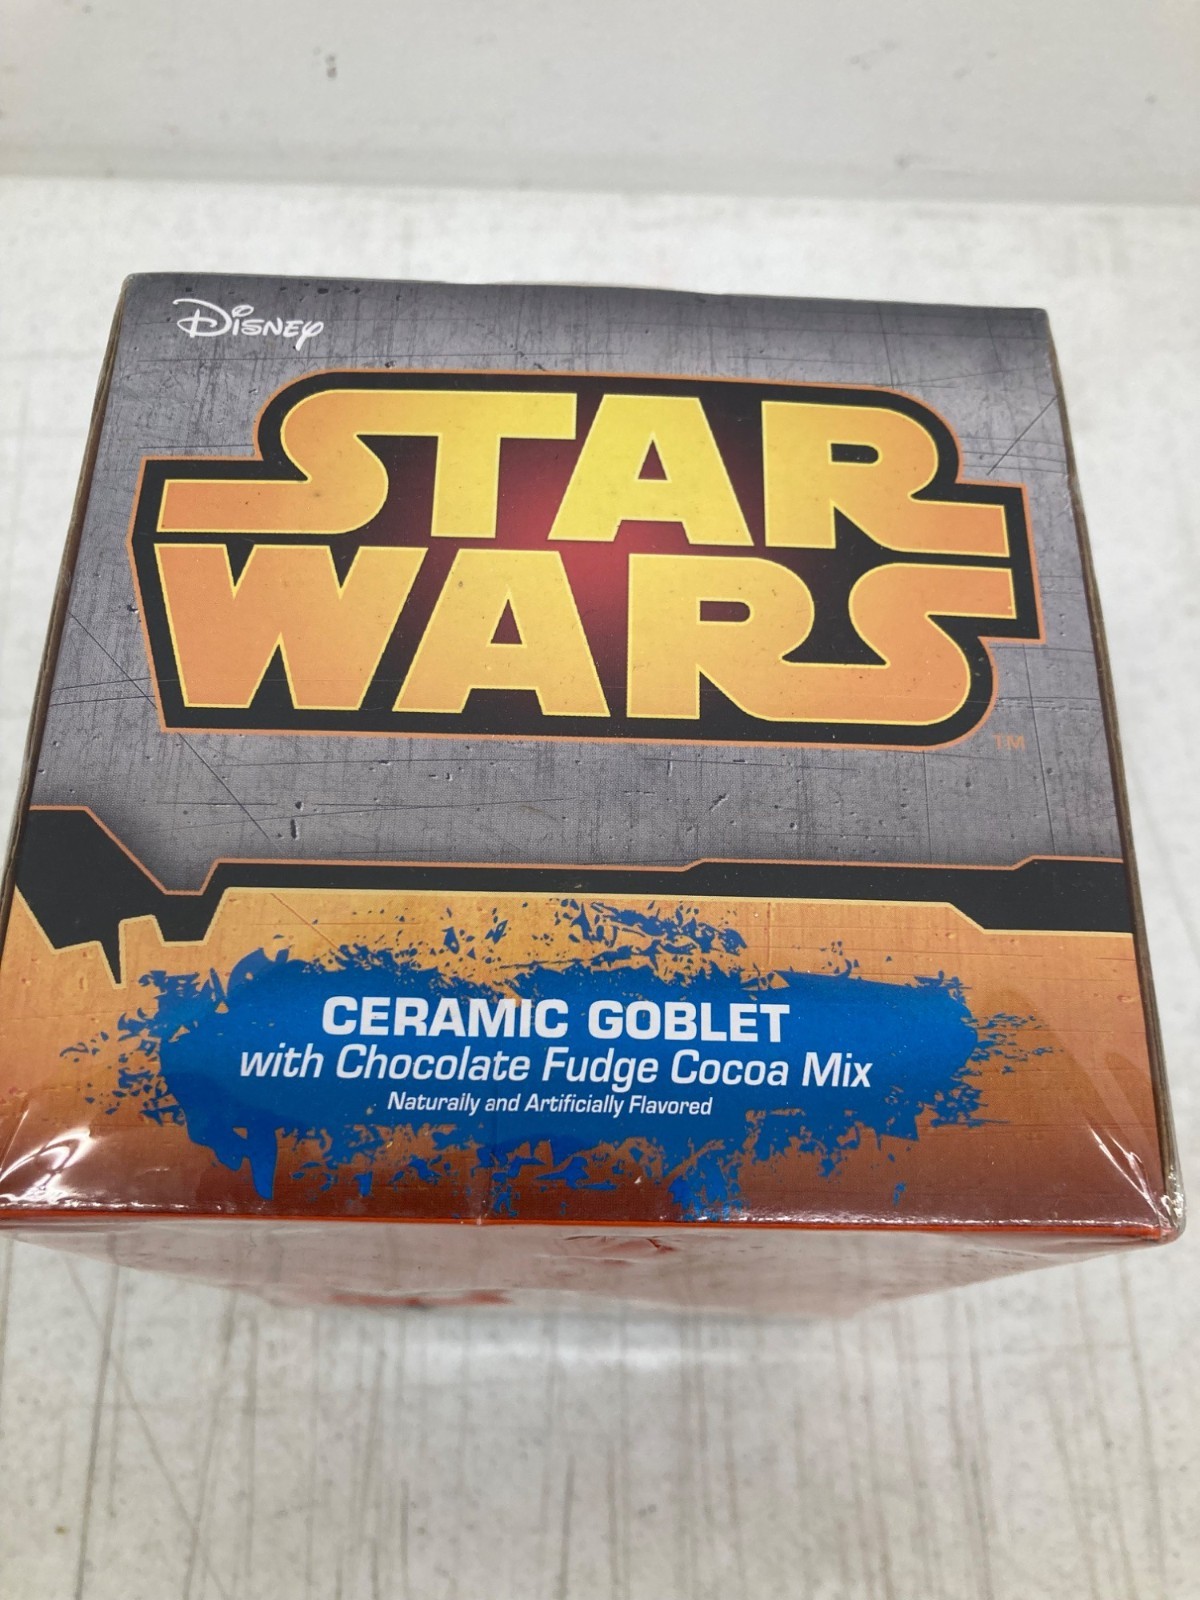 Disney
STAR
WARS
TM
CERAMIC GOBLET
with Chocolate Fudge Cocoa Mix
Naturally and Artificially Flavored